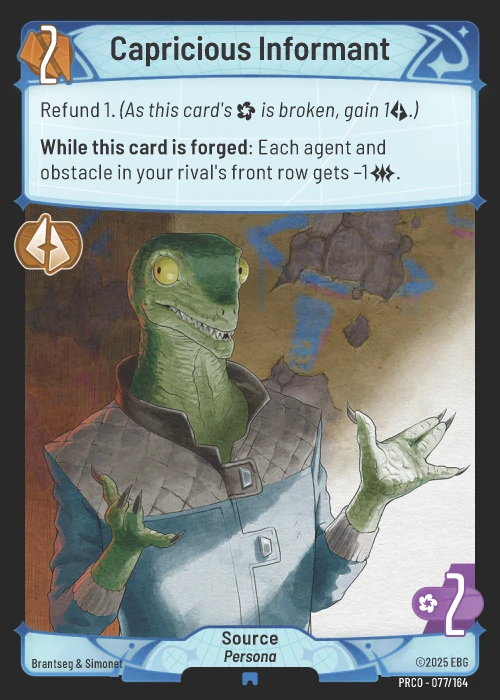 2
Capricious Informant
Refund 1. (As this card's is broken, gain 1.)
While this card is forged: Each agent and
obstacle in your rival's front row gets –1.
2
Source
Persona
Brantseg & Simonet
©2025 EBG
PRCO - 077/164